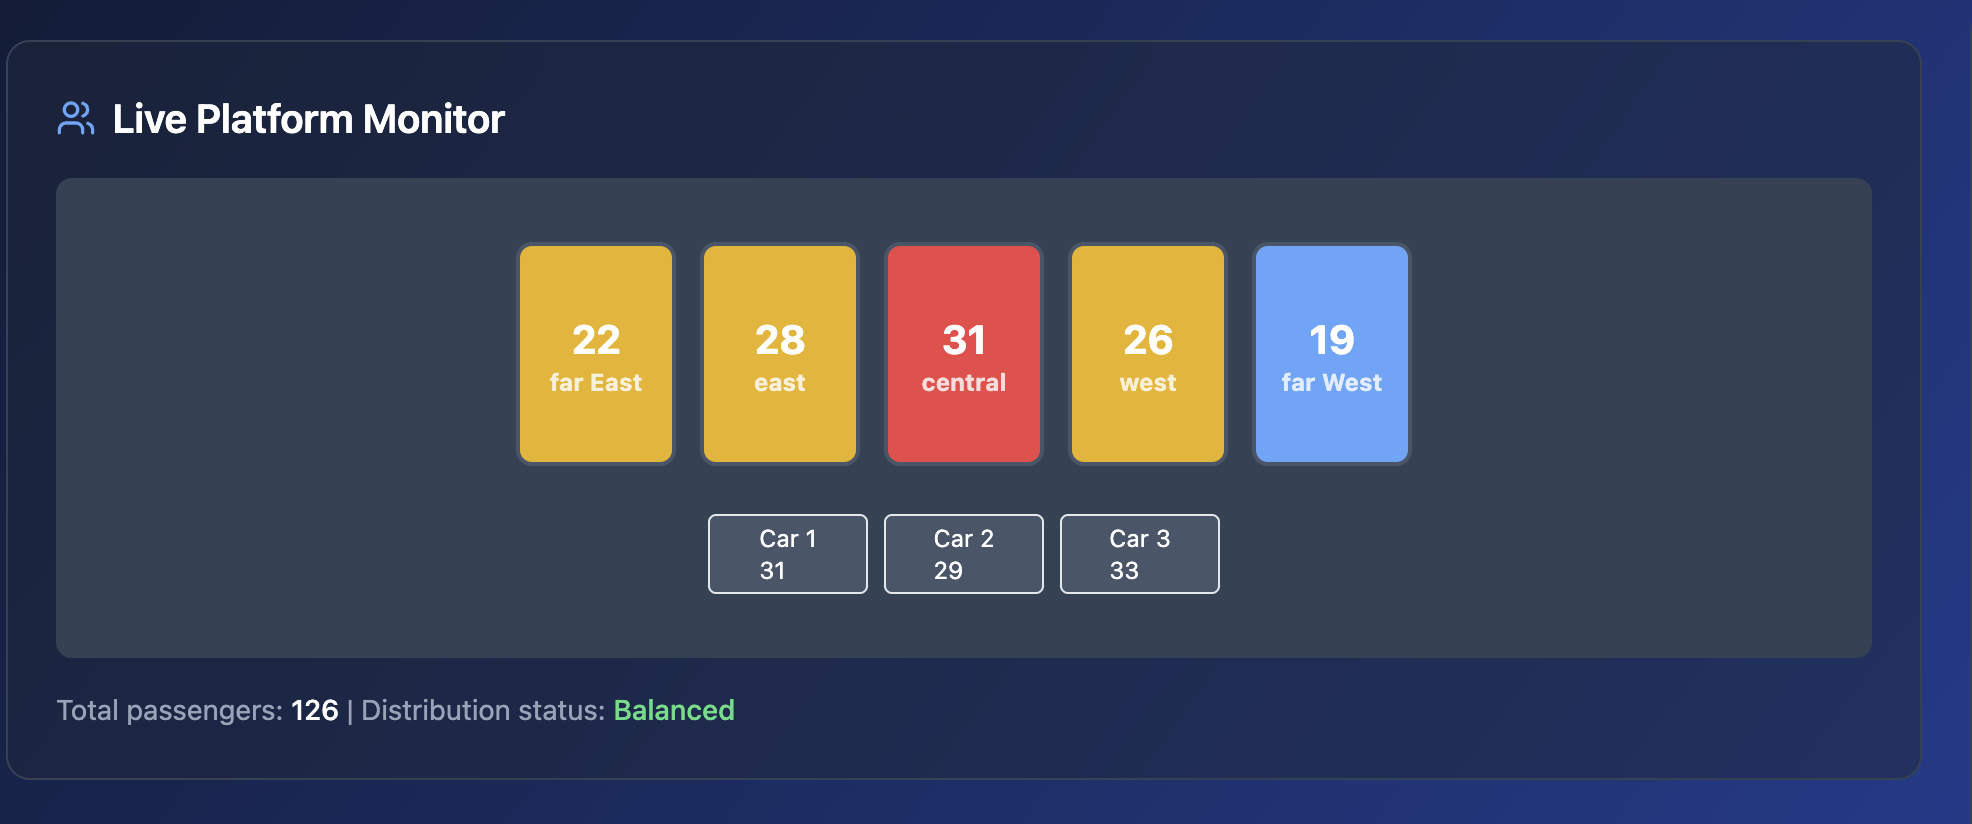 Live Platform Monitor
22
far East
28
east
31
central
26
west
19
far West
Car 1
31
Car 2
29
Car 3
33
Total passengers: 126 | Distribution status: Balanced